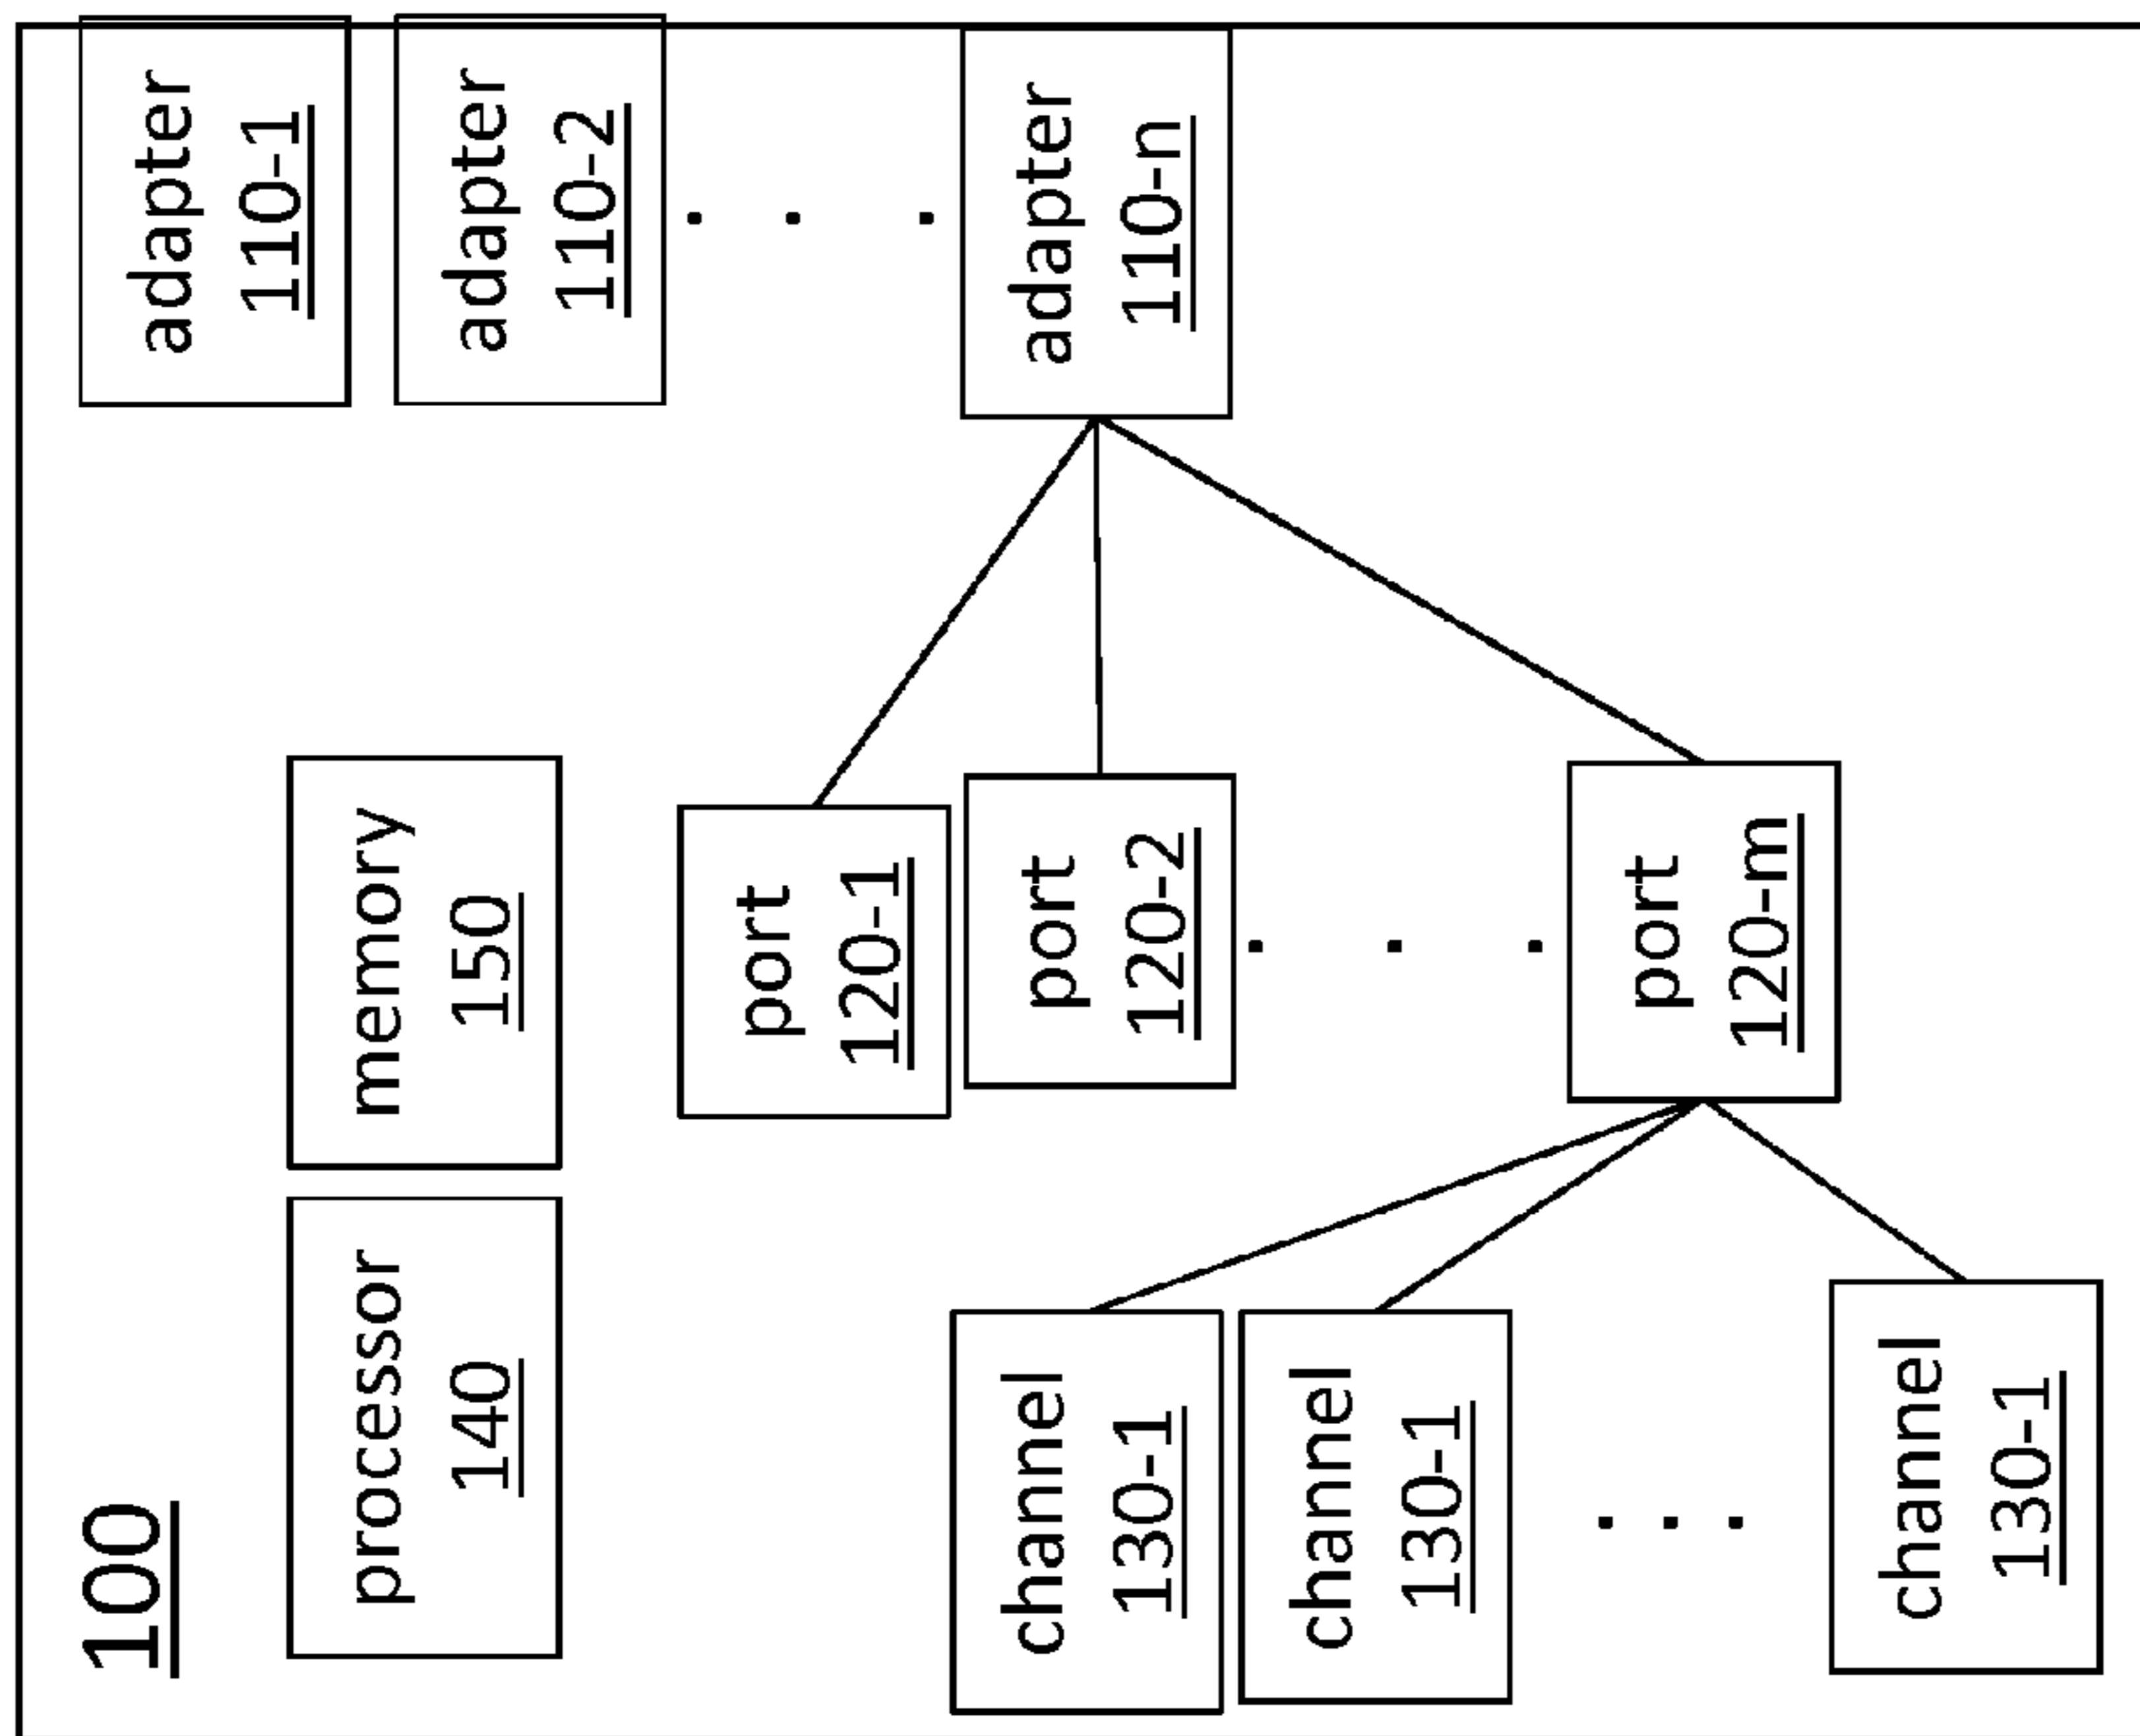 100
processor
140
memory
150
adapter
110-1
adapter
110-2
adapter
110-n
port
120-1
port
120-2
port
120-m
channel
130-1
channel
130-1
channel
130-1